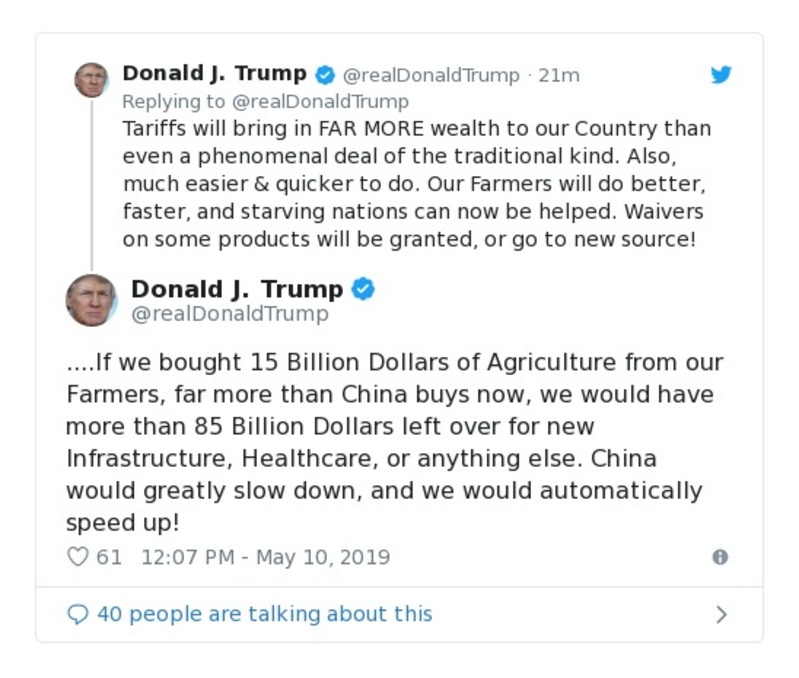 Donald J. Trump @realDonaldTrump · 21m
Replying to @realDonaldTrump
Tariffs will bring in FAR MORE wealth to our Country than
even a phenomenal deal of the traditional kind. Also,
much easier & quicker to do. Our Farmers will do better,
faster, and starving nations can now be helped. Waivers
on some products will be granted, or go to new source!
Donald J. Trump
@realDonaldTrump
....If we bought 15 Billion Dollars of Agriculture from our
Farmers, far more than China buys now, we would have
more than 85 Billion Dollars left over for new
Infrastructure, Healthcare, or anything else. China
would greatly slow down, and we would automatically
speed up!
61 12:07 PM - May 10, 2019
40 people are talking about this